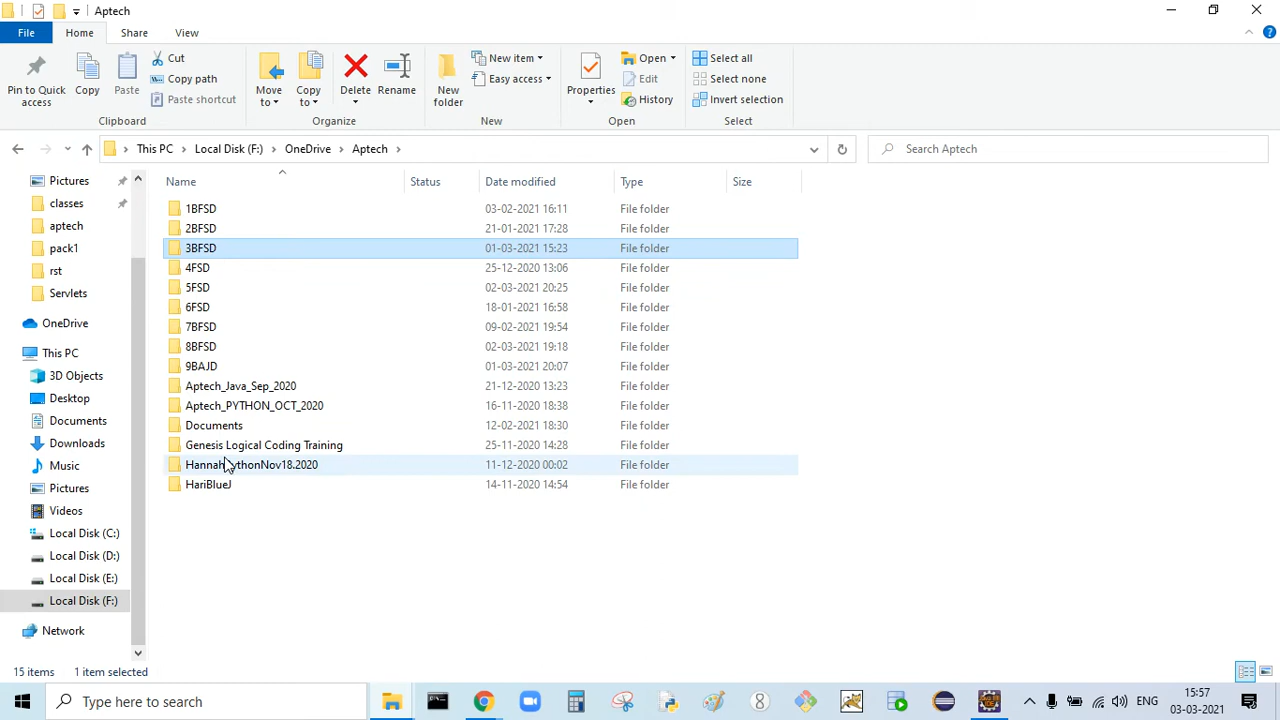 Aptech
File Home Share View
Pin to Quick access
Copy
Paste
Cut
Copy path
Paste shortcut
Clipboard
Move to
Copy to
Delete
Rename
Organize
New folder
New item
Easy access
New
Properties
Open
Edit
History
Open
Select all
Select none
Invert selection
Select
This PC Local Disk (F:) OneDrive Aptech
Search Aptech
Pictures
classes
aptech
pack1
rst
Servlets
OneDrive
This PC
3D Objects
Desktop
Documents
Downloads
Music
Pictures
Videos
Local Disk (C:)
Local Disk (D:)
Local Disk (E:)
Local Disk (F:)
Network
Name Status Date modified Type Size
1BFSD 03-02-2021 16:11 File folder
2BFSD 21-01-2021 17:28 File folder
3BFSD 01-03-2021 15:23 File folder
4FSD 25-12-2020 13:06 File folder
5FSD 02-03-2021 20:25 File folder
6FSD 18-01-2021 16:58 File folder
7BFSD 09-02-2021 19:54 File folder
8BFSD 02-03-2021 19:18 File folder
9BAJD 01-03-2021 20:07 File folder
Aptech_Java_Sep_2020 21-12-2020 13:23 File folder
Aptech_PYTHON_OCT_2020 16-11-2020 18:38 File folder
Documents 12-02-2021 18:30 File folder
Genesis Logical Coding Training 25-11-2020 14:28 File folder
11-12-2020 00:02 File folder
HariBlueJ 14-11-2020 14:54 File folder
15 items 1 item selected
Type here to search
ENG
15:57
03-03-2021